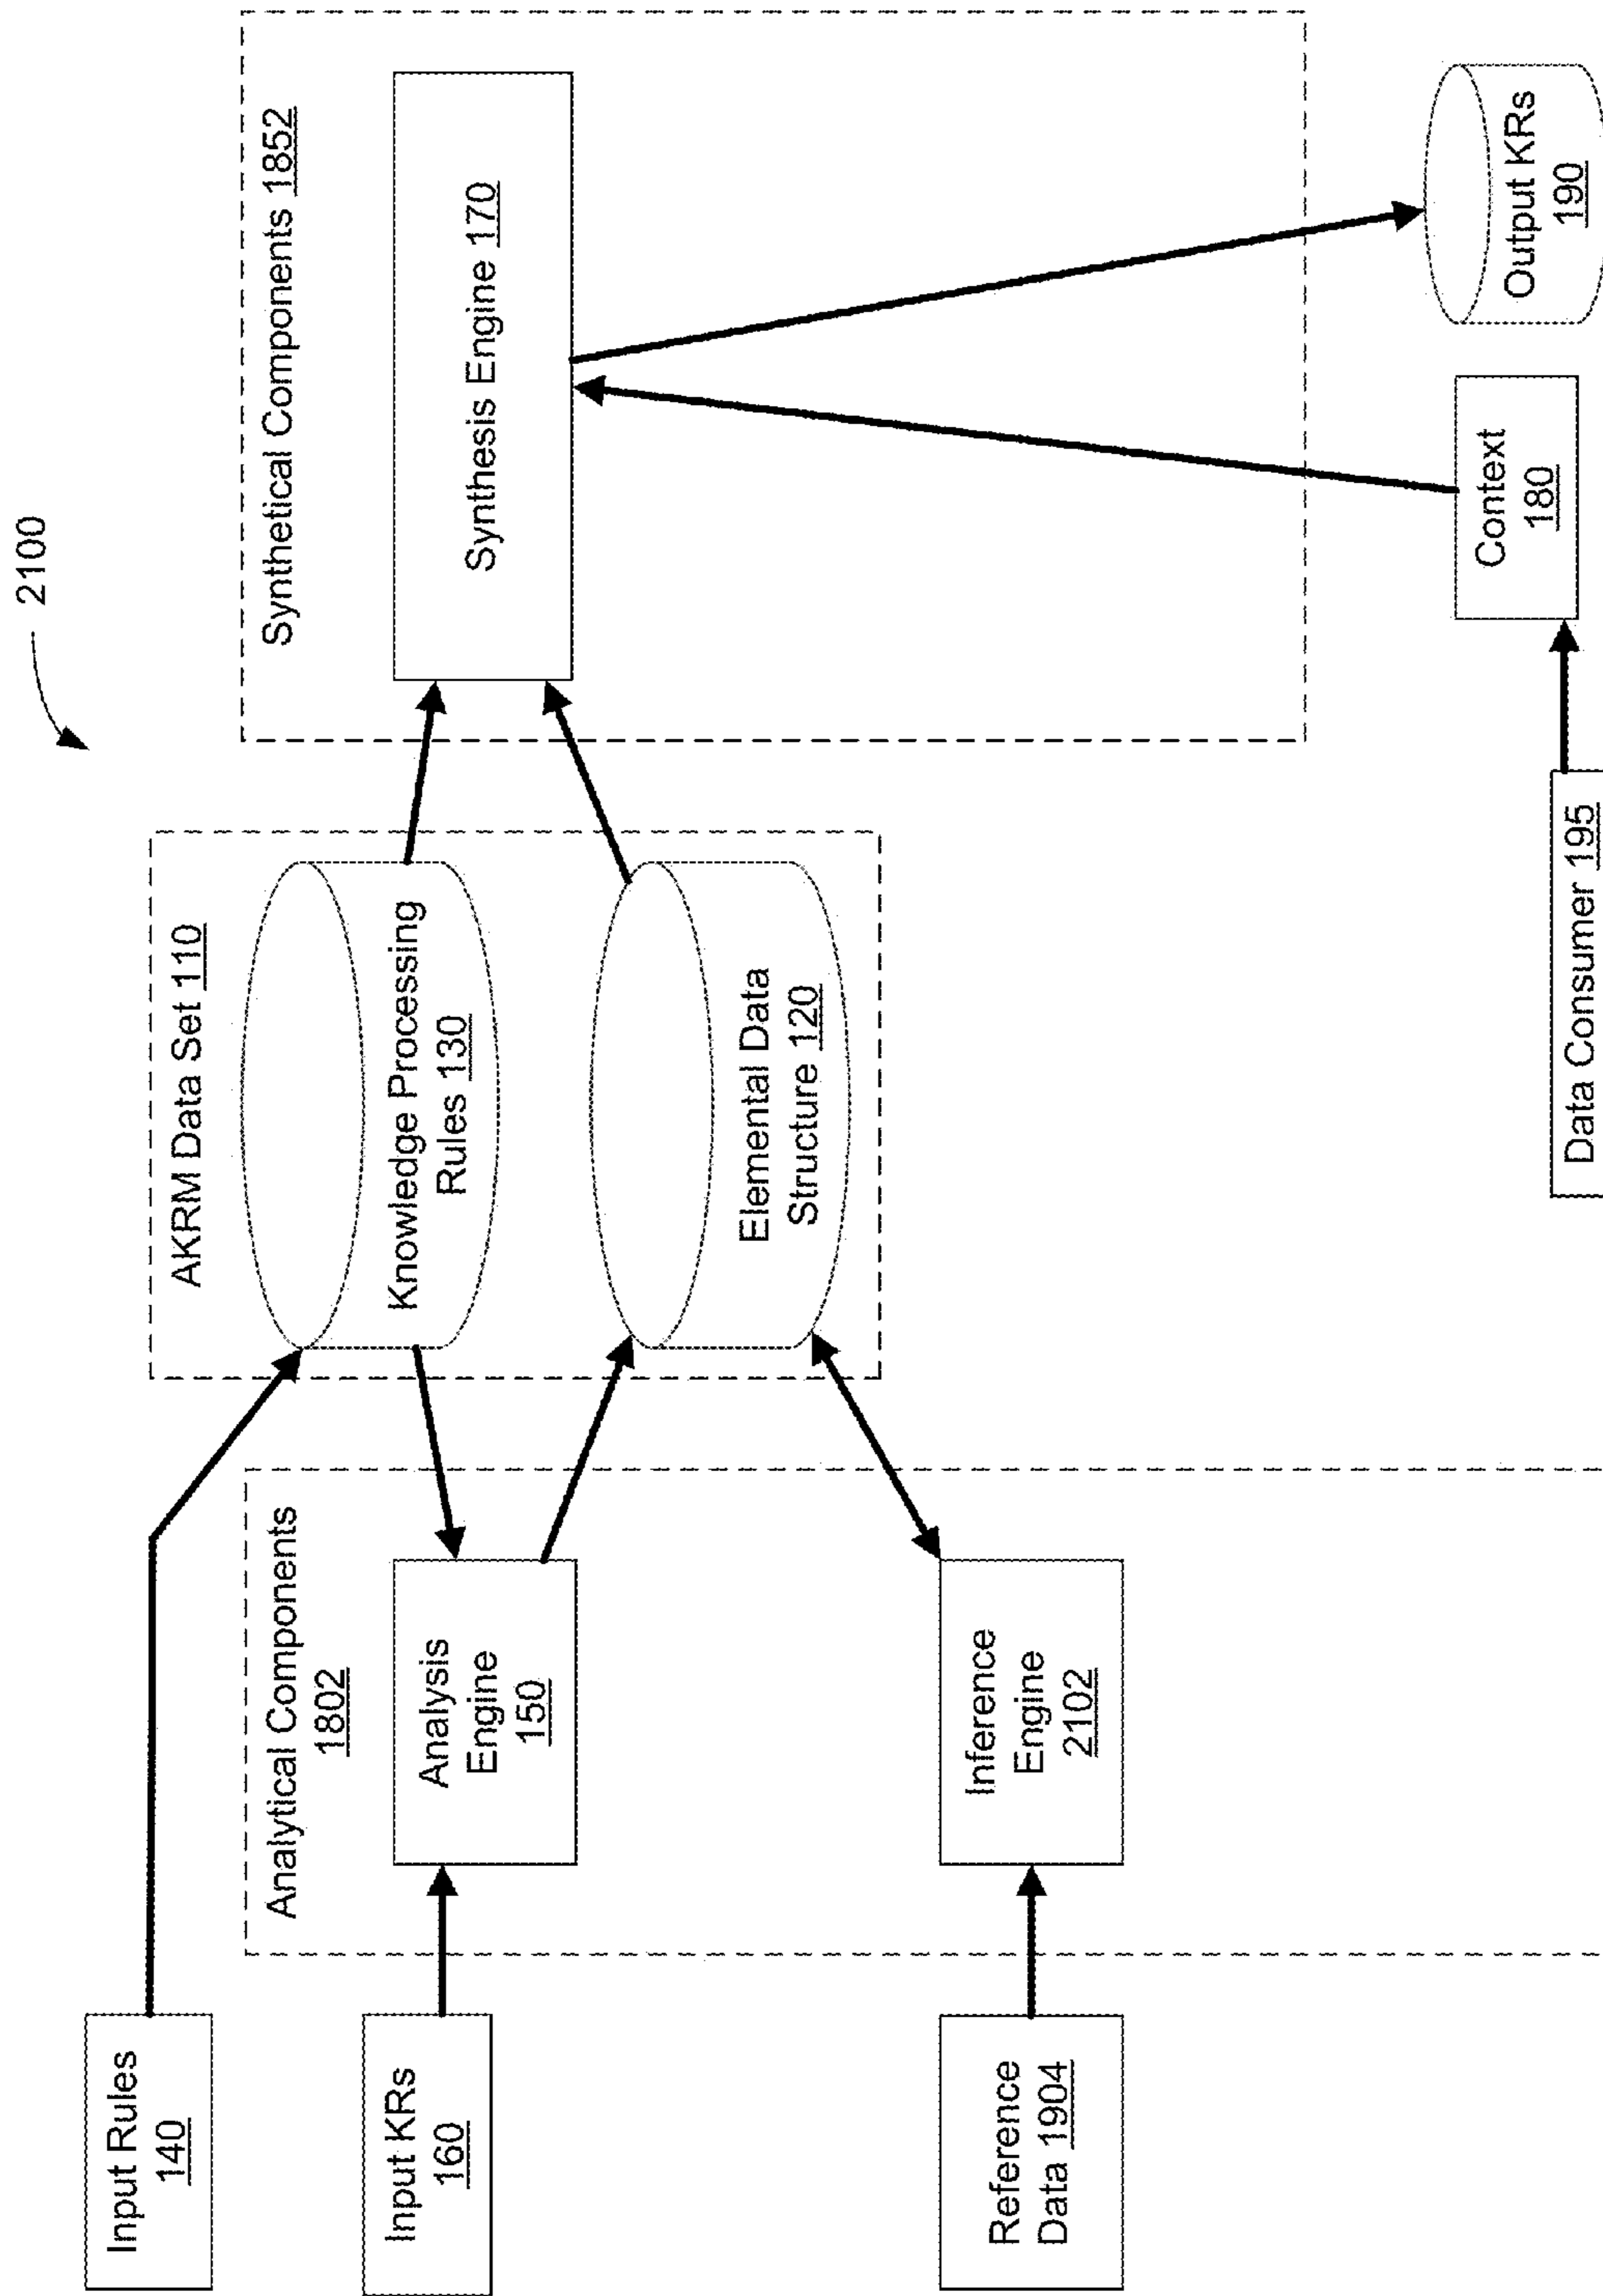 2100
Input Rules
140
Input KRs
160
Reference
Data 1904
Analytical Components
1802
Analysis
Engine
150
Inference
Engine
2102
AKRM Data Set 110
Knowledge Processing
Rules 130
Elemental Data
Structure 120
Synthetical Components 1852
Synthesis Engine 170
Data Consumer 195
Context
180
Output KRs
190